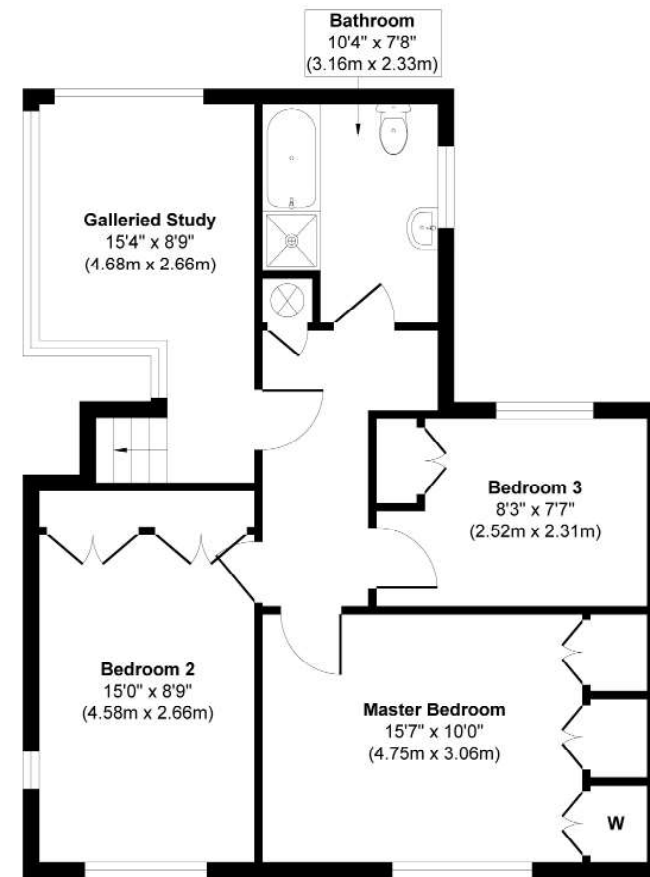 Bathroom
10'4" x 7'8"
(3.16m x 2.33m)
Galleried Study
15'4" x 8'9"
(4.68m x 2.66m)
Bedroom 3
8'3" x 7'7"
(2.52m x 2.31m)
Bedroom 2
15'0" x 8'9"
(4.58m x 2.66m)
Master Bedroom
15'7" x 10'0"
(4.75m x 3.06m)
W